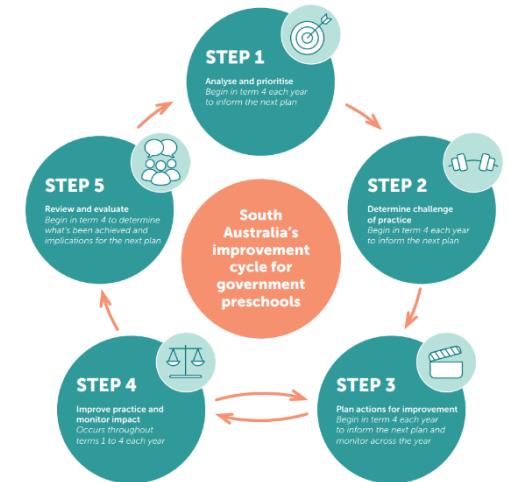 STEP 1
Analyse and prioritise
Begin in term 4 each year
to inform the next plan
STEP 2
Determine challenge
of practice
Begin in term 4 each year
to inform the next plan
STEP 3
Plan actions for improvement
Begin in term 4 each year
to inform the next plan and
monitor across the year
STEP 4
Improve practice and
monitor impact
Occurs throughout
terms 1 to 4 each year
STEP 5
Review and evaluate
Begin in term 4 to determine
what's been achieved and
implications for the next plan
South
Australia's
improvement
cycle for
government
preschools